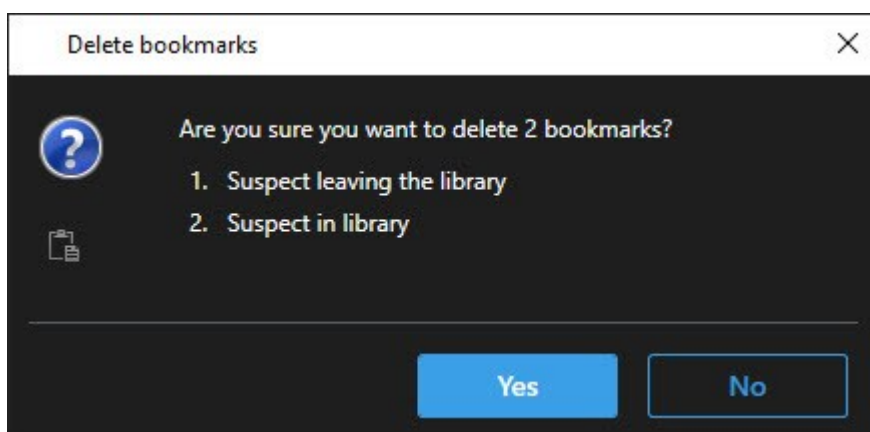 Delete bookmarks
Are you sure you want to delete 2 bookmarks?
1. Suspect leaving the library
2. Suspect in library
Yes No